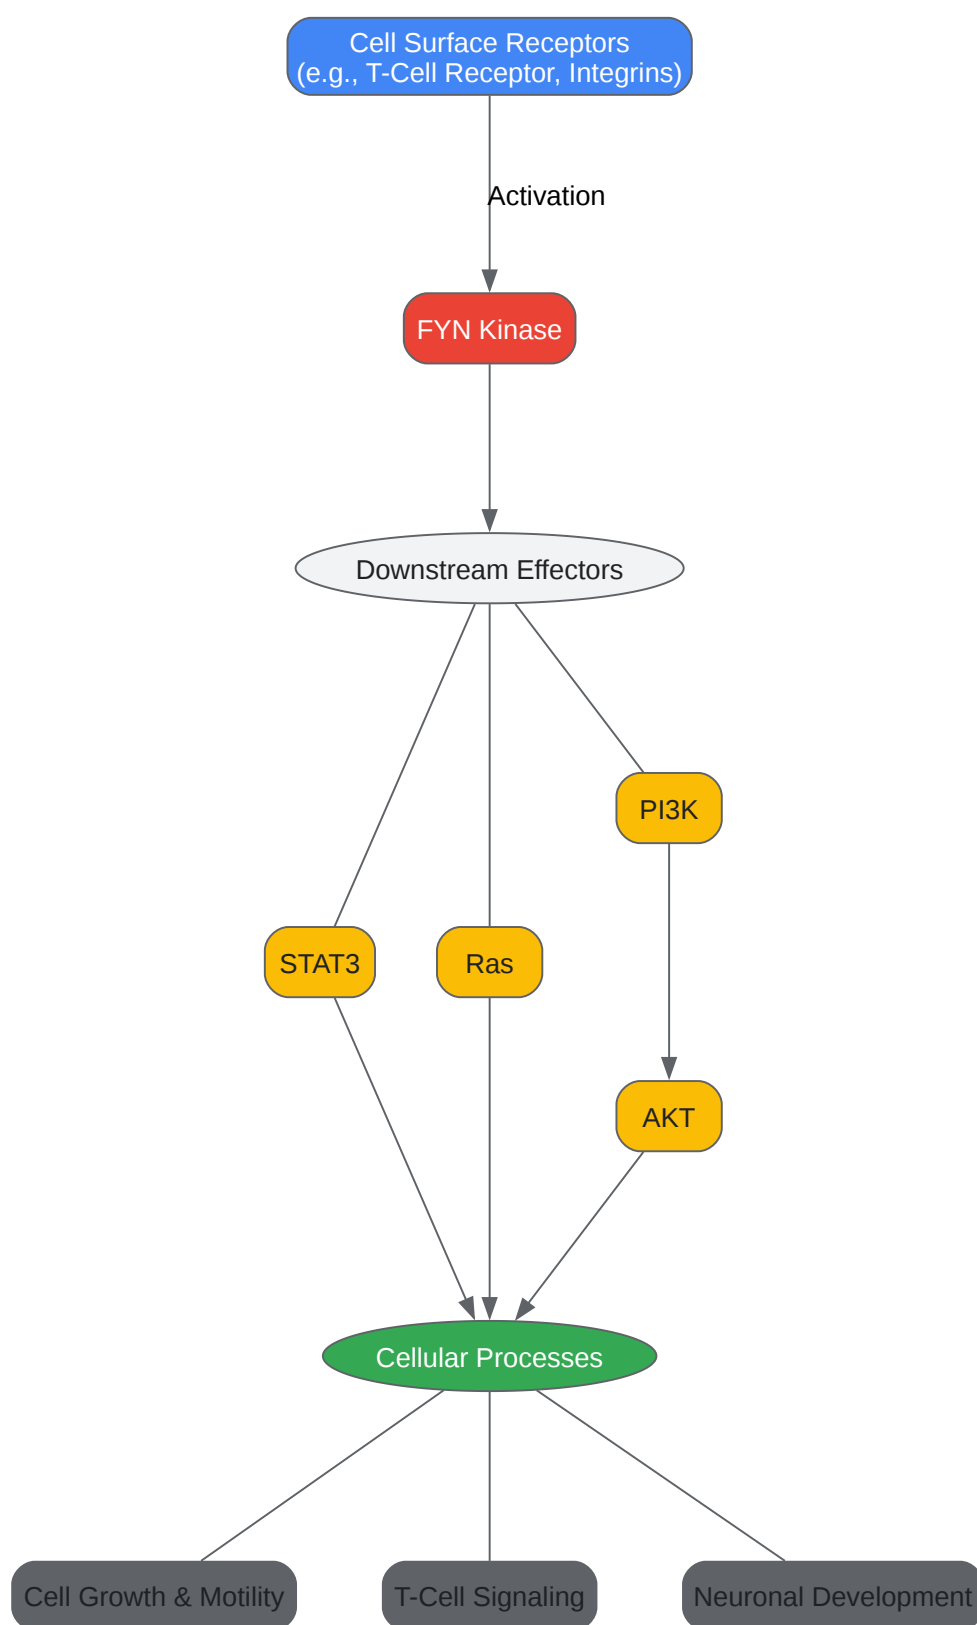 Cell Surface Receptors
(e.g., T-Cell Receptor, Integrins)
Activation
FYN Kinase
Downstream Effectors
PI3K
STAT3
Ras
AKT
Cellular Processes
Cell Growth & Motility
T-Cell Signaling
Neuronal Development